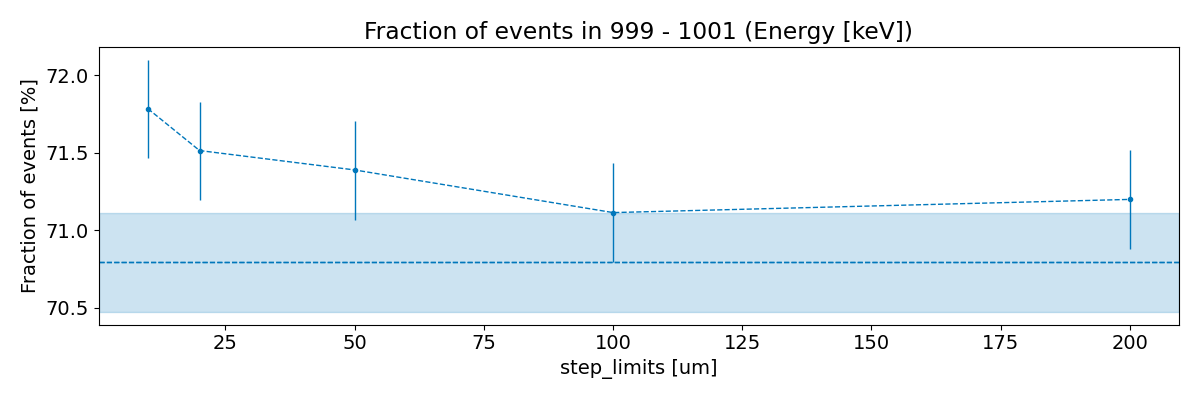 Fraction of events in 999 - 1001 (Energy [keV])
Fraction of events [%]
72.0
71.5
71.0
70.5
25 50 75 100 125 150 175 200
step_limits [um]